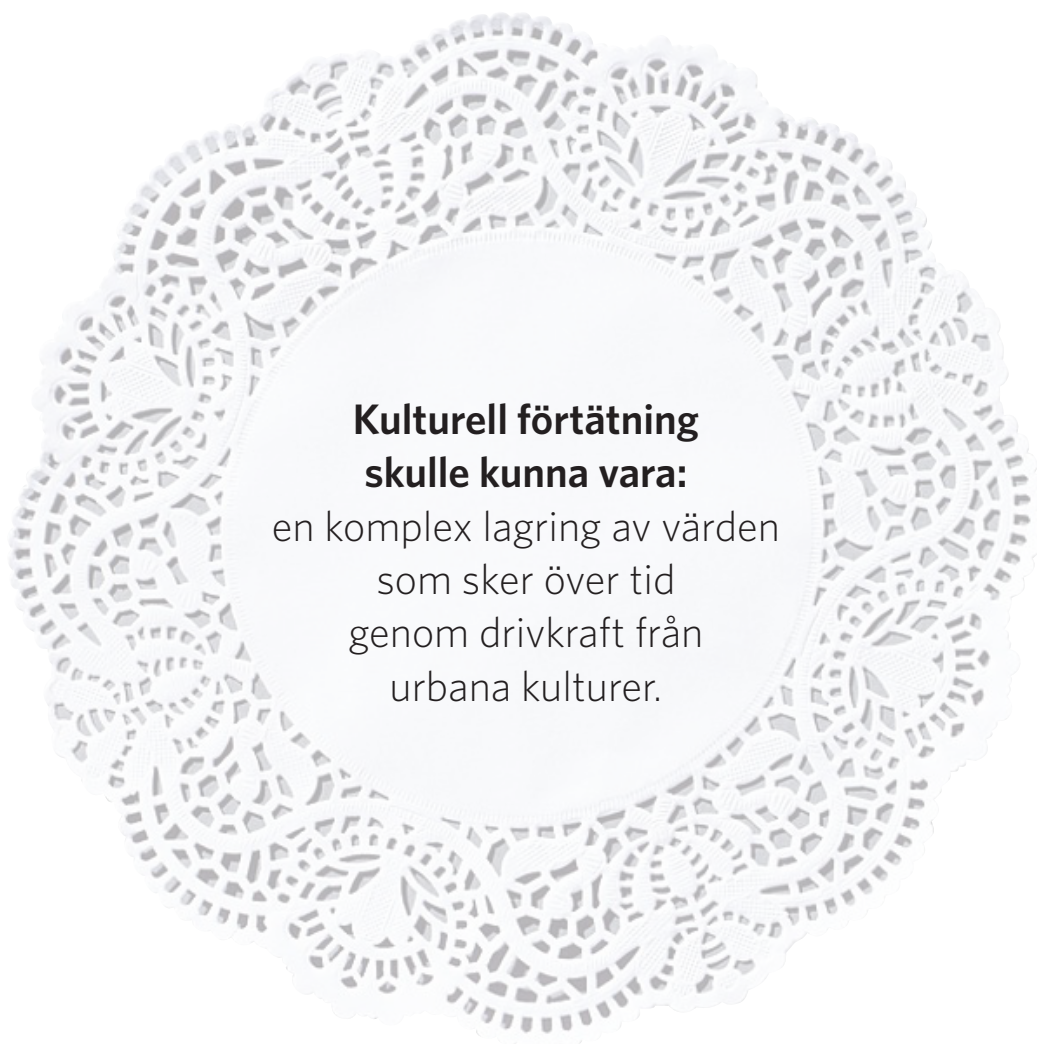 Kulturell förtätning
skulle kunna vara:
en komplex lagring av värden
som sker över tid
genom drivkraft från
urbana kulturer.